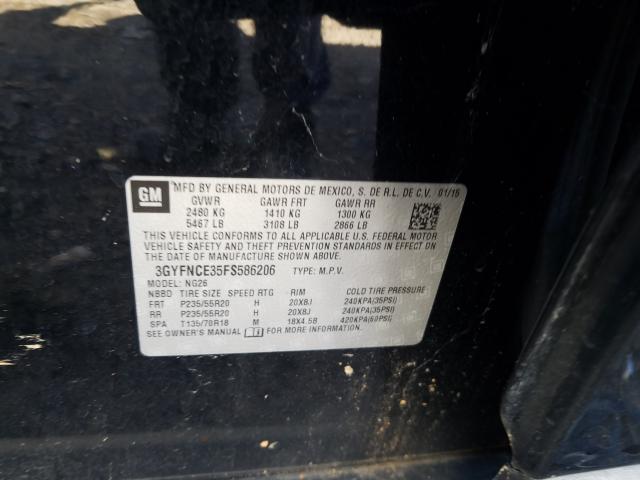 GM
MFD BY GENERAL MOTORS DE MEXICO, S. DE R.L. DE C.V. 01/15
GVWR GAWR FRT GAWR RR
2480 KG 1410 KG 1300 KG
5467 LB 3108 LB 2866 LB
THIS VEHICLE CONFORMS TO ALL APPLICABLE U.S. FEDERAL MOTOR
VEHICLE SAFETY AND THEFT PREVENTION STANDARDS IN EFFECT ON
THE DATE OF MANUFACTURE SHOWN ABOVE.
3GYFNCE35FS586206 TYPE: M.P.V.
MODEL: NG26
NBBD TIRE SIZE SPEED RTG RIM COLD TIRE PRESSURE
FRT P235/55R20 H 20X8J 240KPA(35PSI)
RR P235/55R20 H 20X8J 240KPA(35PSI)
SPA T135/70R18 M 18X4.5B 420KPA(60PSI)
SEE OWNER'S MANUAL FOR MORE INFORMATION.